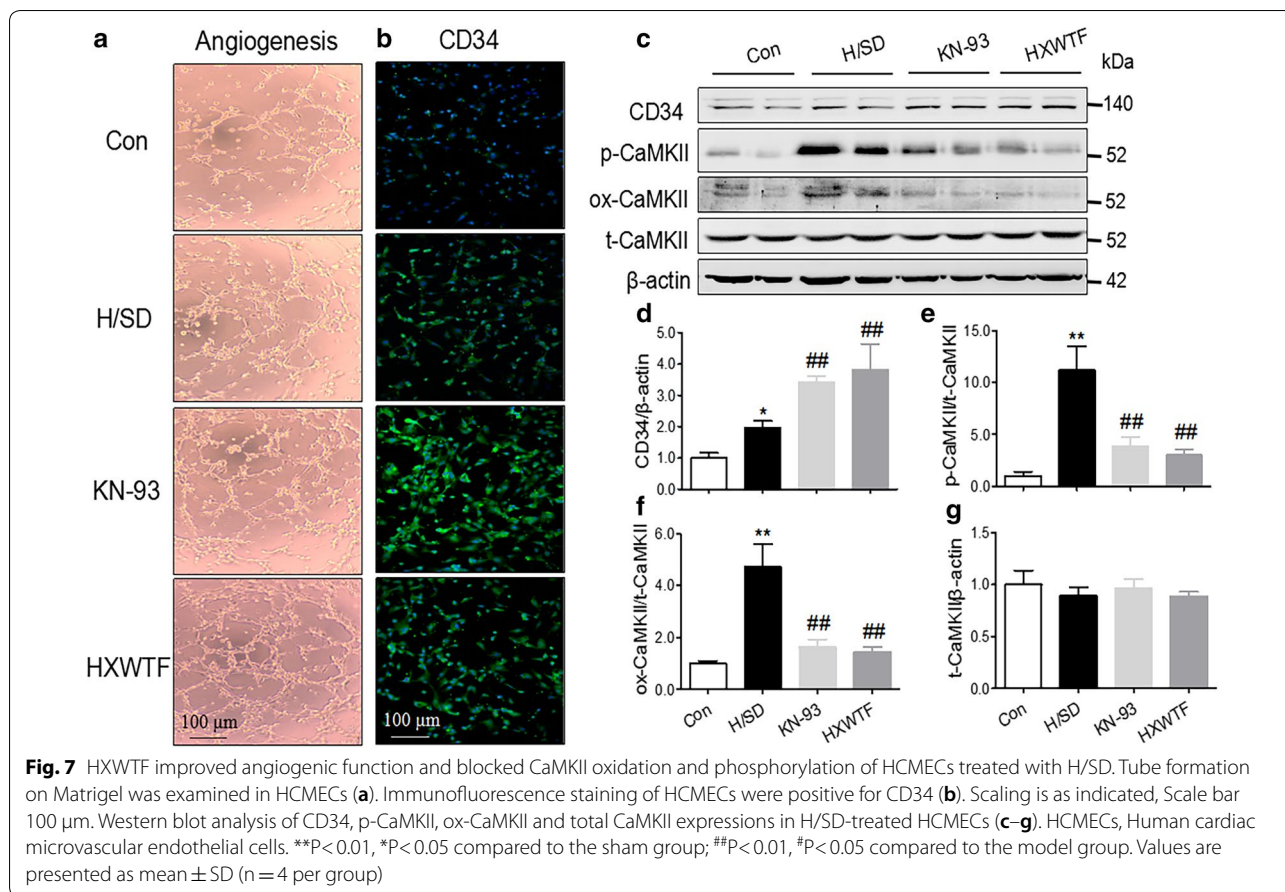 a Angiogenesis b CD34 c
Con H/SD KN-93 HXWTF kDa
Con
H/SD
KN-93
HXWTF
100 μm 100 μm
CD34 140
p-CaMKII 52
ox-CaMKII 52
t-CaMKII 52
β-actin 42
d
CD34/β-actin
5.0
4.0
3.0
2.0
1.0
0.0
* ## ##
e
p-CaMKII/t-CaMKII
15.0
10.0
5.0
0.0
** ## ##
f
ox-CaMKII/t-CaMKII
6.0
4.0
2.0
0.0
** ## ##
Con H/SD KN-93 HXWTF
g
t-CaMKII/β-actin
1.5
1.0
0.5
0.0
Con H/SD KN-93 HXWTF
Fig. 7 HXWTF improved angiogenic function and blocked CaMKII oxidation and phosphorylation of HCMECs treated with H/SD. Tube formation
on Matrigel was examined in HCMECs (a). Immunofluorescence staining of HCMECs were positive for CD34 (b). Scaling is as indicated, Scale bar
100 μm. Western blot analysis of CD34, p-CaMKII, ox-CaMKII and total CaMKII expressions in H/SD-treated HCMECs (c–g). HCMECs, Human cardiac
microvascular endothelial cells. **P < 0.01, *P < 0.05 compared to the sham group; ##P < 0.01, #P < 0.05 compared to the model group. Values are
presented as mean ± SD (n = 4 per group)